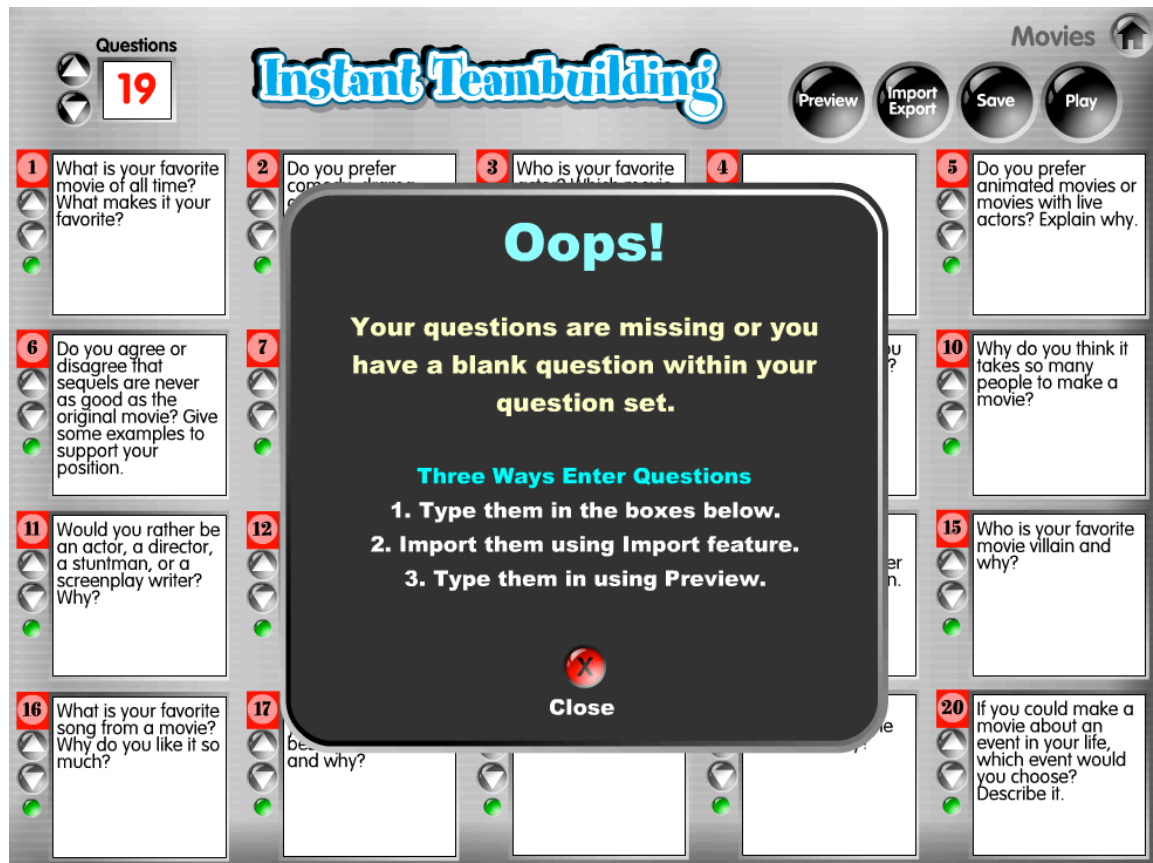 Questions
19
Instant Teambuilding
Movies
Preview
Import
Export
Save
Play
1
What is your favorite
movie of all time?
What makes it your
favorite?
2
Do you prefer
3
Who is your favorite
4
5
Do you prefer
animated movies or
movies with live
actors? Explain why.
Oops!
Your questions are missing or you
have a blank question within your
question set.
Three Ways Enter Questions
1. Type them in the boxes below.
2. Import them using Import feature.
3. Type them in using Preview.
X
Close
6
Do you agree or
disagree that
sequels are never
as good as the
original movie? Give
some examples to
support your
position.
7
?
10
Why do you think it
takes so many
people to make a
movie?
11
Would you rather be
an actor, a director,
a stuntman, or a
screenplay writer?
Why?
12
15
Who is your favorite
movie villain and
why?
16
What is your favorite
song from a movie?
Why do you like it so
much?
17
and why?
20
If you could make a
movie about an
event in your life,
which event would
you choose?
Describe it.